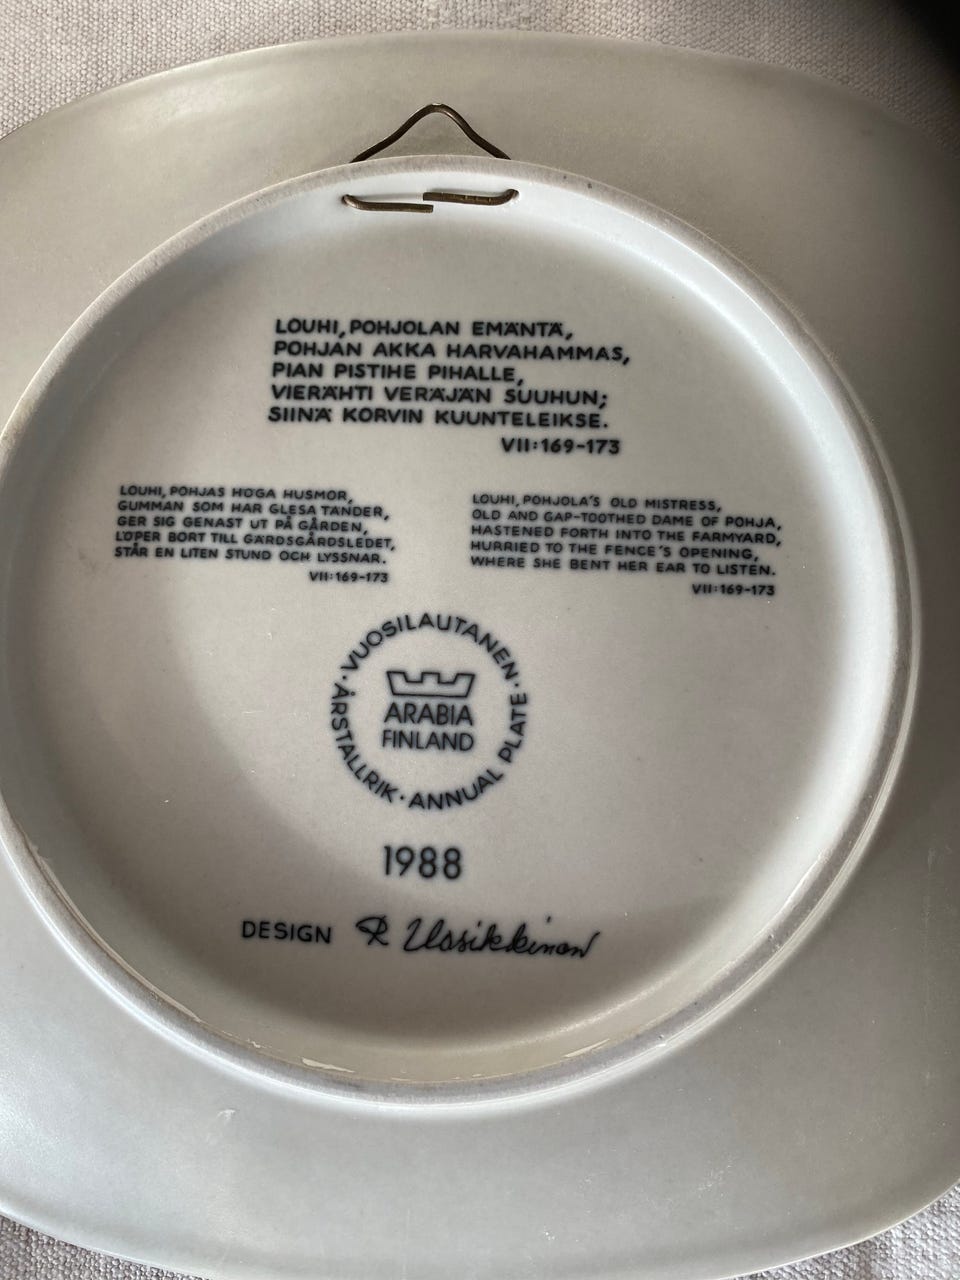 LOUHI, POHJOLAN EMÄNTÄ,
POHJAN AKKA HARVAHAMMAS,
PIAN PISTIHE PIHALLE,
VIERÄHTI VERÄJÄN SUUHUN;
SIINÄ KORVIN KUUNTELEIKSE.
VII:169-173
LOUHI, POHJAS HÖGA HUSMOR,
GUMMAN SOM HAR GLESA TÄNDER,
GER SIG GENAST UT PÅ GÅRDEN,
LÖPER BORT TILL GÄRDSGÅRDSLEDET,
STÅR EN LITEN STUND OCH LYSSNAR.
VII:169-173
LOUHI, POHJOLA'S OLD MISTRESS,
OLD AND GAP-TOOTHED DAME OF POHJA,
HASTENED FORTH INTO THE FARMYARD,
HURRIED TO THE FENCE'S OPENING,
WHERE SHE BENT HER EAR TO LISTEN.
VII:169-173
·VUOSILAUTANEN·
ÅRSTALLRIK·ANNUAL PLATE
ARABIA
FINLAND
1988
DESIGN R Uosikkinen